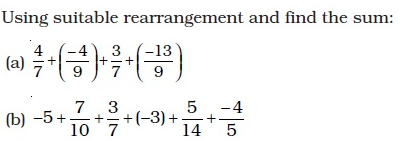 Using suitable rearrangement and find the sum:
(a) 4/7 + (-4/9) + 3/7 + (-13/9)
(b) -5 + 7/10 + 3/7 + (-3) + 5/14 + -4/5